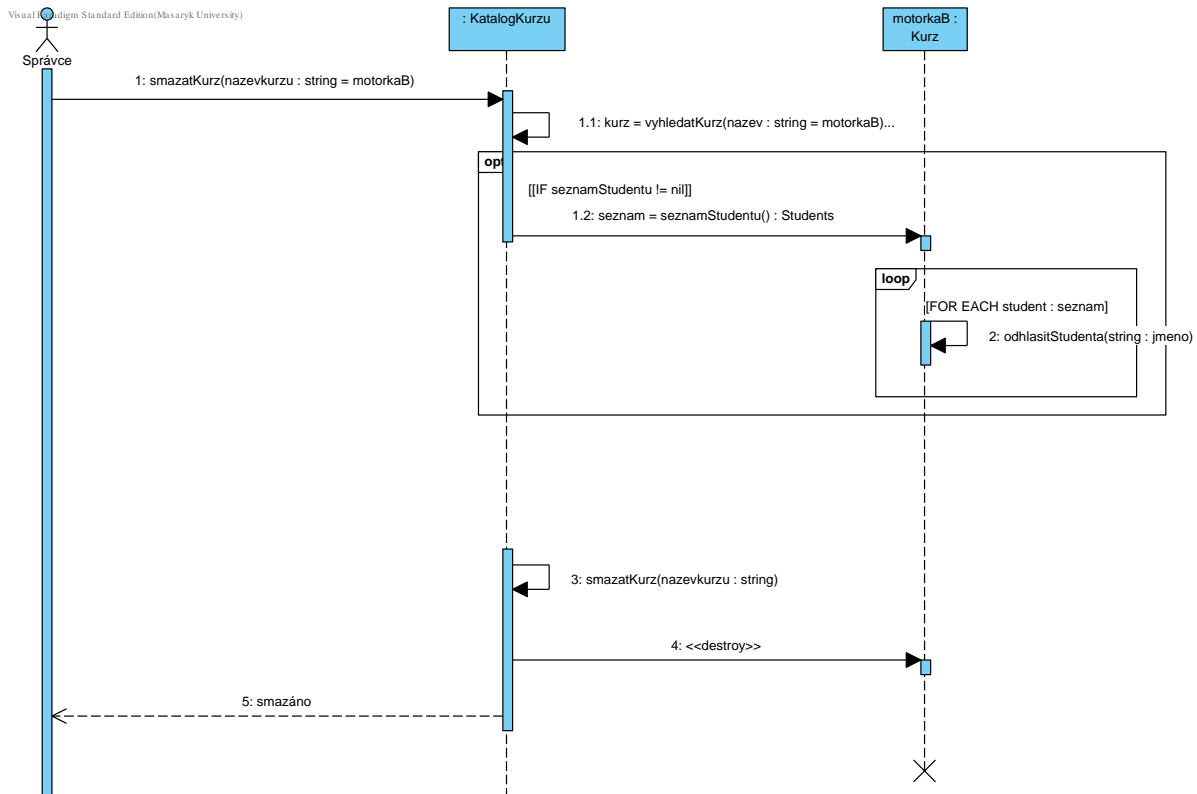 Visual Paradigm Standard Edition(Masaryk University)
Správce
: KatalogKurzu
motorkaB :
Kurz
1: smazatKurz(nazevkurzu : string = motorkaB)
1.1: kurz = vyhledatKurz(nazev : string = motorkaB)...
opt
[[IF seznamStudentu != nil]]
1.2: seznam = seznamStudentu() : Students
loop
[FOR EACH student : seznam]
2: odhlasitStudenta(string : jmeno)
3: smazatKurz(nazevkurzu : string)
4: <<destroy>>
5: smazáno